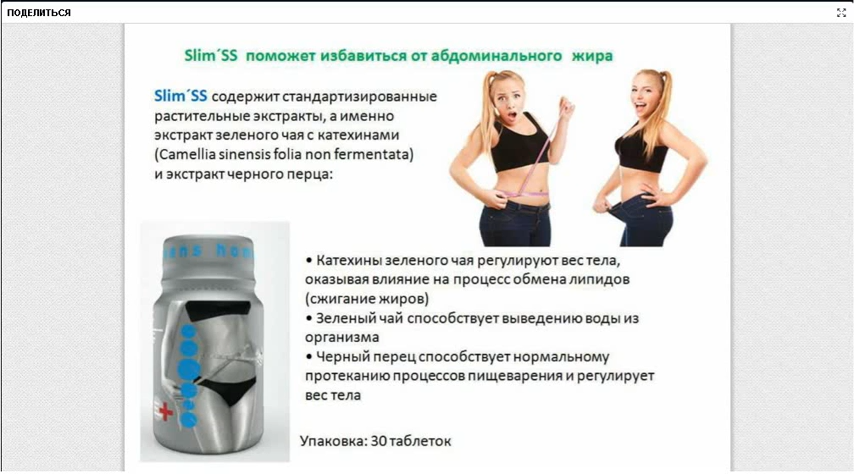 ПОДЕЛИТЬСЯ
Slim´SS поможет избавиться от абдоминального жира
Slim´SS содержит стандартизированные
растительные экстракты, а именно
экстракт зеленого чая с катехинами
(Camellia sinensis folia non fermentata)
и экстракт черного перца:
• Катехины зеленого чая регулируют вес тела,
оказывая влияние на процесс обмена липидов
(сжигание жиров)
• Зеленый чай способствует выведению воды из
организма
• Черный перец способствует нормальному
протеканию процессов пищеварения и регулирует
вес тела
Упаковка: 30 таблеток